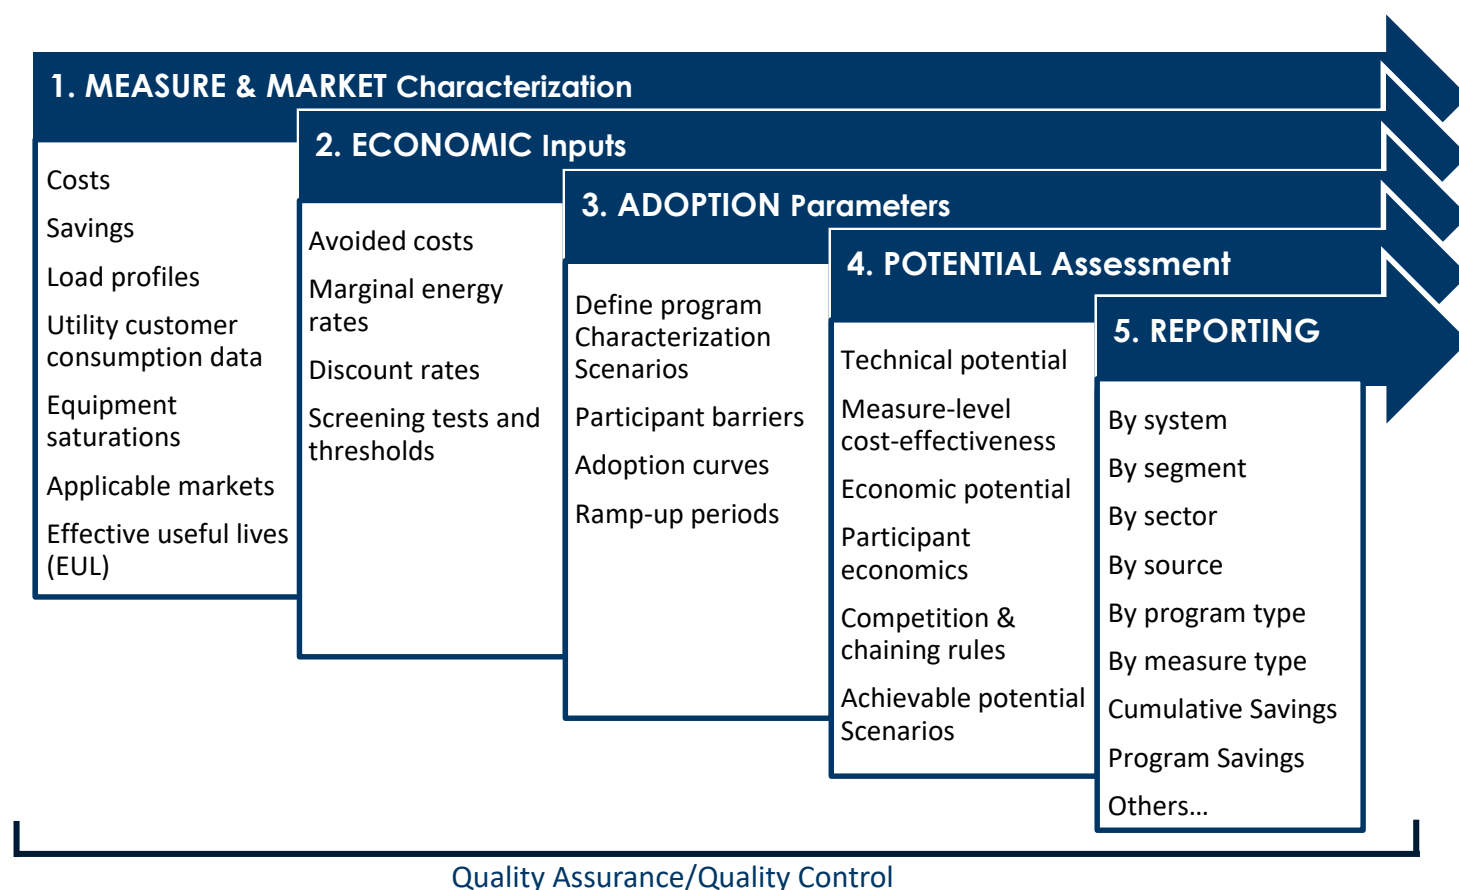 1. MEASURE & MARKET Characterization
Costs
Savings
Load profiles
Utility customer
consumption data
Equipment
saturations
Applicable markets
Effective useful lives
(EUL)
2. ECONOMIC Inputs
Avoided costs
Marginal energy
rates
Discount rates
Screening tests and
thresholds
3. ADOPTION Parameters
Define program
Characterization
Scenarios
Participant barriers
Adoption curves
Ramp-up periods
4. POTENTIAL Assessment
Technical potential
Measure-level
cost-effectiveness
Economic potential
Participant
economics
Competition &
chaining rules
Achievable potential
Scenarios
5. REPORTING
By system
By segment
By sector
By source
By program type
By measure type
Cumulative Savings
Program Savings
Others...
Quality Assurance/Quality Control